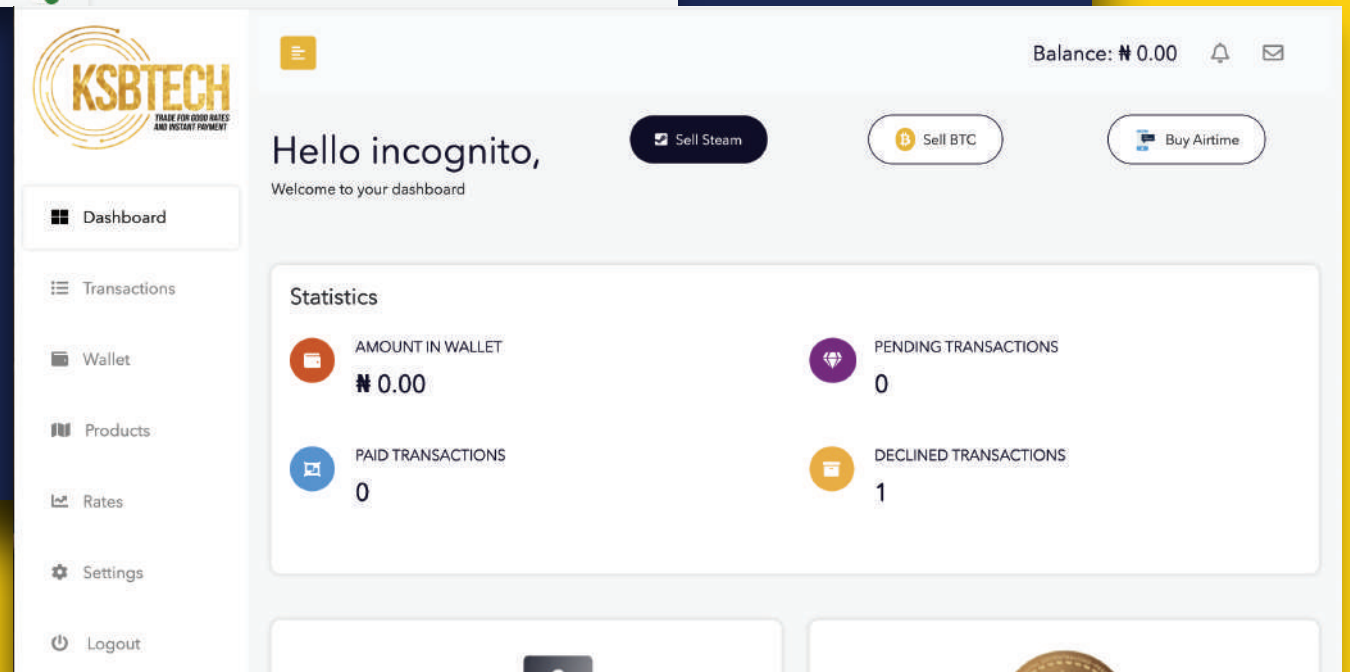 KSBTECH
TRADE FOR GOOD RATES
AND INSTANT PAYMENT
Balance: ₦ 0.00
Hello incognito,
Welcome to your dashboard
Sell Steam
Sell BTC
Buy Airtime
Dashboard
Transactions
Wallet
Products
Rates
Settings
Logout
Statistics
AMOUNT IN WALLET
₦ 0.00
PENDING TRANSACTIONS
0
PAID TRANSACTIONS
0
DECLINED TRANSACTIONS
1